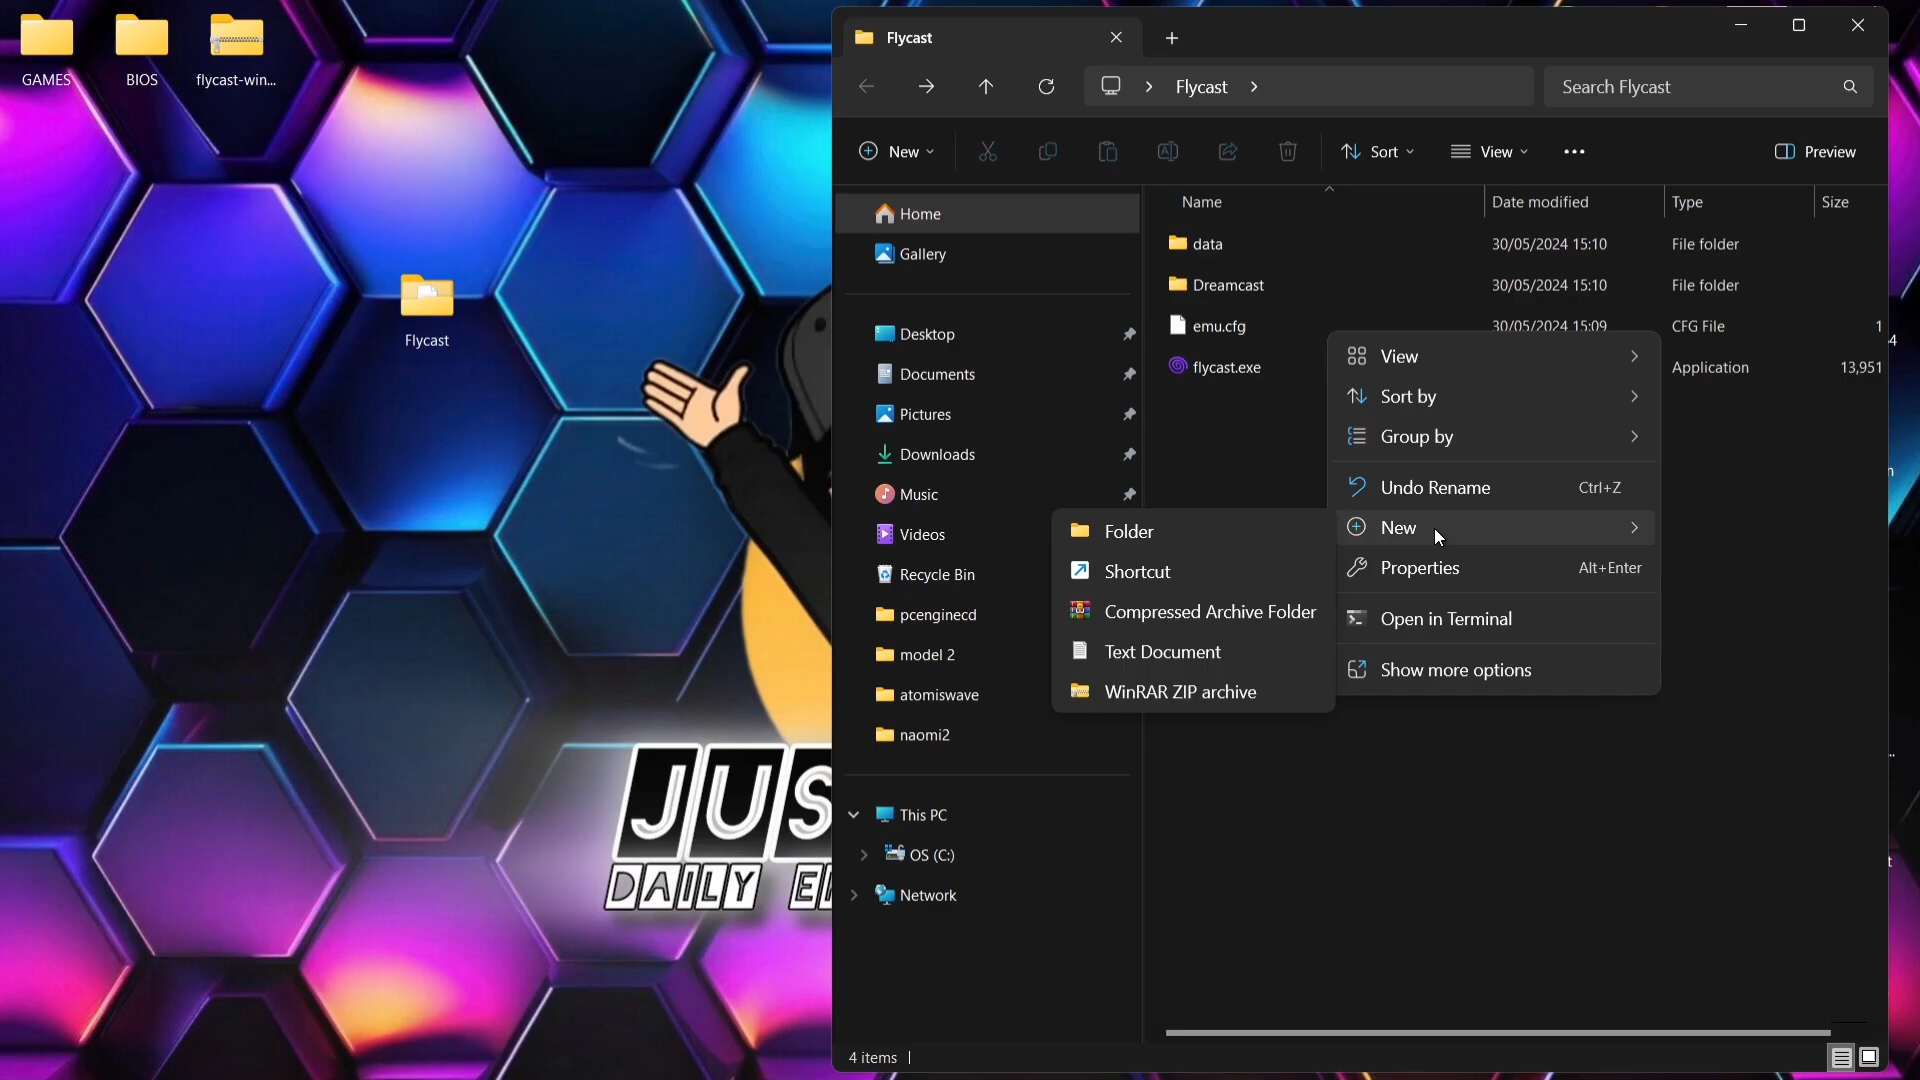 GAMES
BIOS
flycast-win...
Flycast
JUS
DAILY
Flycast
Flycast
Search Flycast
New
Sort
View
Preview
Home
Gallery
Desktop
Documents
Pictures
Downloads
Music
Videos
Recycle Bin
pcenginecd
model 2
atomiswave
naomi2
This PC
OS (C:)
Network
Name Date modified Type Size
data 30/05/2024 15:10 File folder
Dreamcast 30/05/2024 15:10 File folder
emu.cfg 30/05/2024 15:09 CFG File 1
flycast.exe Application 13,951
View
Sort by
Group by
Undo Rename Ctrl+Z
New
Properties Alt+Enter
Open in Terminal
Show more options
Folder
Shortcut
Compressed Archive Folder
Text Document
WinRAR ZIP archive
4 items